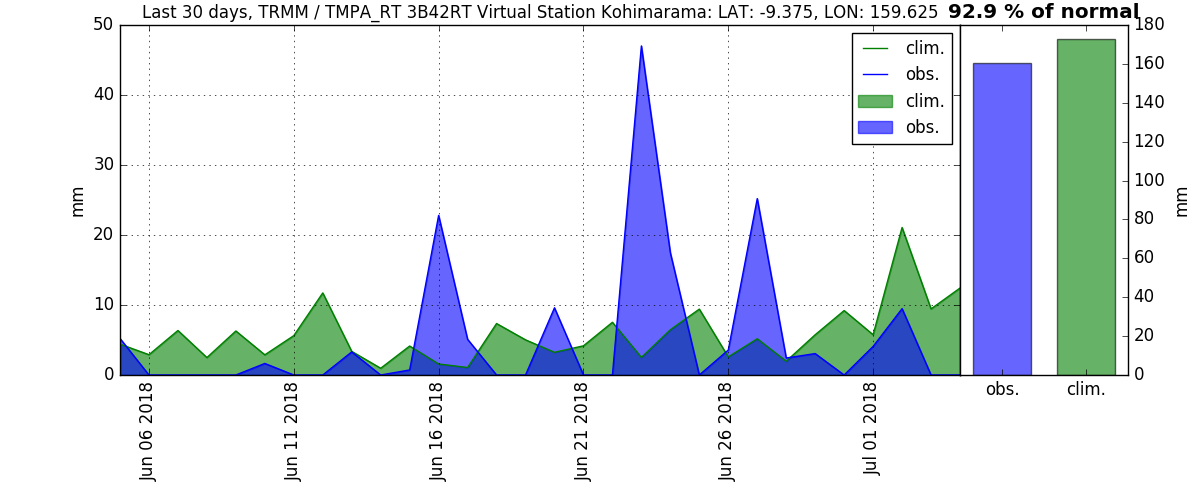 Last 30 days, TRMM / TMPA_RT 3B42RT Virtual Station Kohimarama: LAT: -9.375, LON: 159.625
92.9 % of normal
50
40
30
20
10
0
mm
clim.
obs.
clim.
obs.
Jun 06 2018
Jun 11 2018
Jun 16 2018
Jun 21 2018
Jun 26 2018
Jul 01 2018
180
160
140
120
100
80
60
40
20
0
mm
obs.
clim.